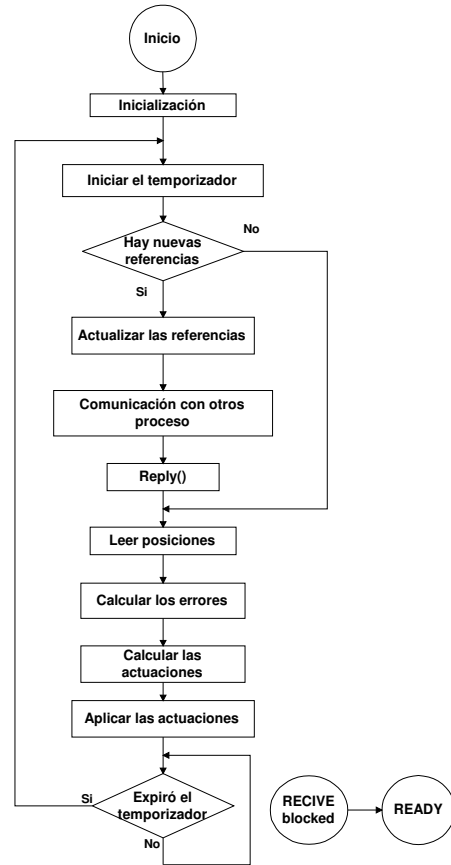 Inicio
Inicialización
Iniciar el temporizador
Hay nuevas
referencias
No
Si
Actualizar las referencias
Comunicación con otros
proceso
Reply()
Leer posiciones
Calcular los errores
Calcular las
actuaciones
Aplicar las actuaciones
Si
Expiró el
temporizador
No
RECIVE
blocked
READY